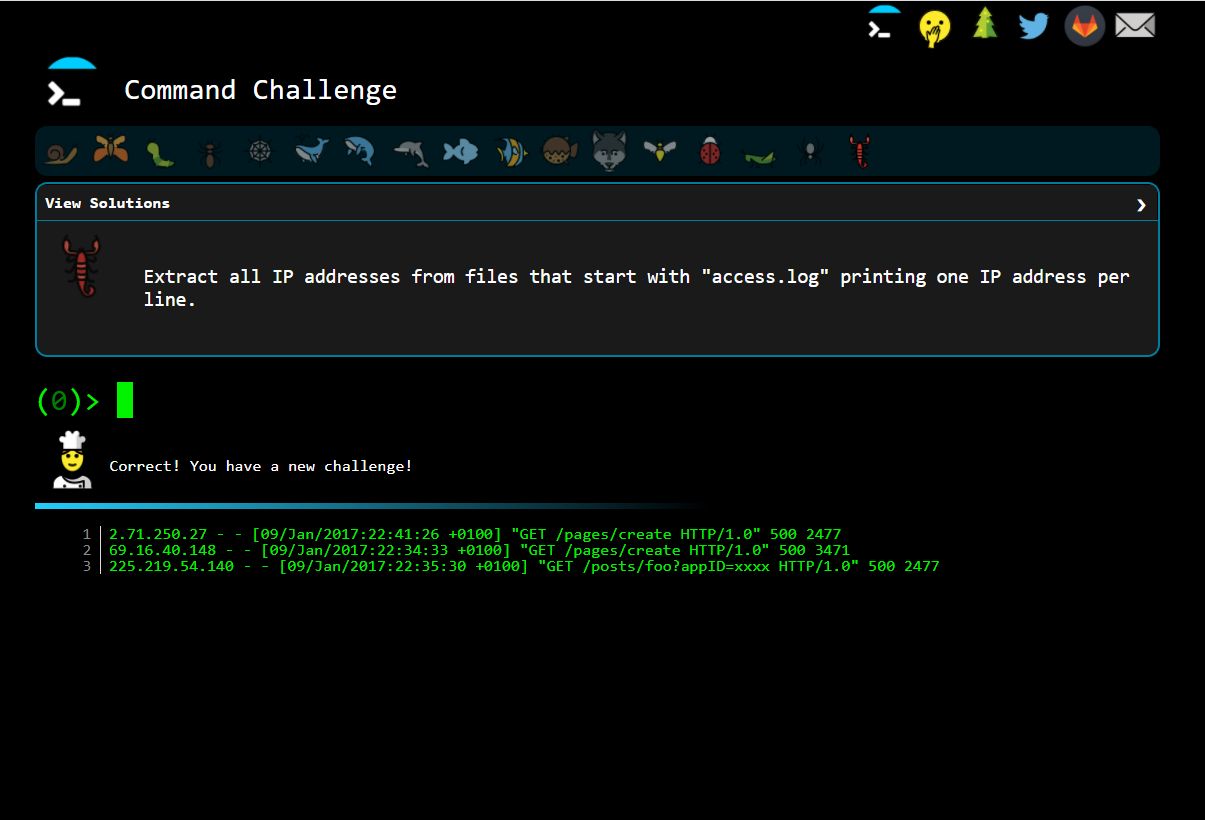 Command Challenge
View Solutions
Extract all IP addresses from files that start with "access.log" printing one IP address per
line.
(0)>
Correct! You have a new challenge!
1 2.71.250.27 - - [09/Jan/2017:22:41:26 +0100] "GET /pages/create HTTP/1.0" 500 2477
2 69.16.40.148 - - [09/Jan/2017:22:34:33 +0100] "GET /pages/create HTTP/1.0" 500 3471
3 225.219.54.140 - - [09/Jan/2017:22:35:30 +0100] "GET /posts/foo?appID=xxxx HTTP/1.0" 500 2477